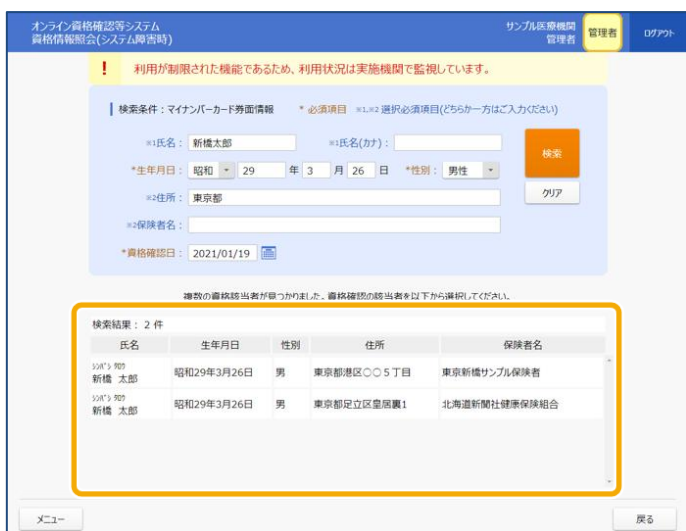 オンライン資格確認等システム
資格情報照会(システム障害時)
サンプル医療機関
管理者
管理者
ログアウト
! 利用が制限された機能であるため、利用状況は実施機関で監視しています。
検索条件:マイナンバーカード券面情報 * 必須項目 ※1,※2 選択必須項目(どちらか一方はご入力ください)
※1氏名: 新橋太郎 ※1氏名(カナ):
検索
*生年月日: 昭和 29 年 3 月 26 日 *性別: 男性
クリア
※2住所: 東京都
※2保険者名:
*資格確認日: 2021/01/19
複数の資格該当者が見つかりました。資格確認の該当者を以下から選択してください。
検索結果: 2 件
氏名 生年月日 性別 住所 保険者名
ｼﾝﾊﾞｼ ﾀﾛｳ
新橋 太郎 昭和29年3月26日 男 東京都港区〇〇5丁目 東京新橋サンプル保険者
ｼﾝﾊﾞｼ ﾀﾛｳ
新橋 太郎 昭和29年3月26日 男 東京都足立区皇居裏1 北海道新聞社健康保険組合
メニュー
戻る